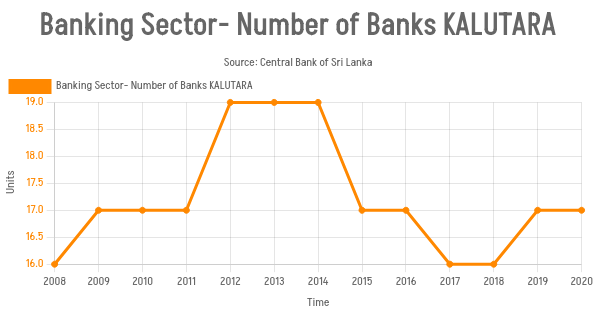 Banking Sector- Number of Banks KALUTARA
Source: Central Bank of Sri Lanka
Banking Sector- Number of Banks KALUTARA
19.0
18.5
18.0
17.5
17.0
16.5
16.0
Units
2008 2009 2010 2011 2012 2013 2014 2015 2016 2017 2018 2019 2020
Time